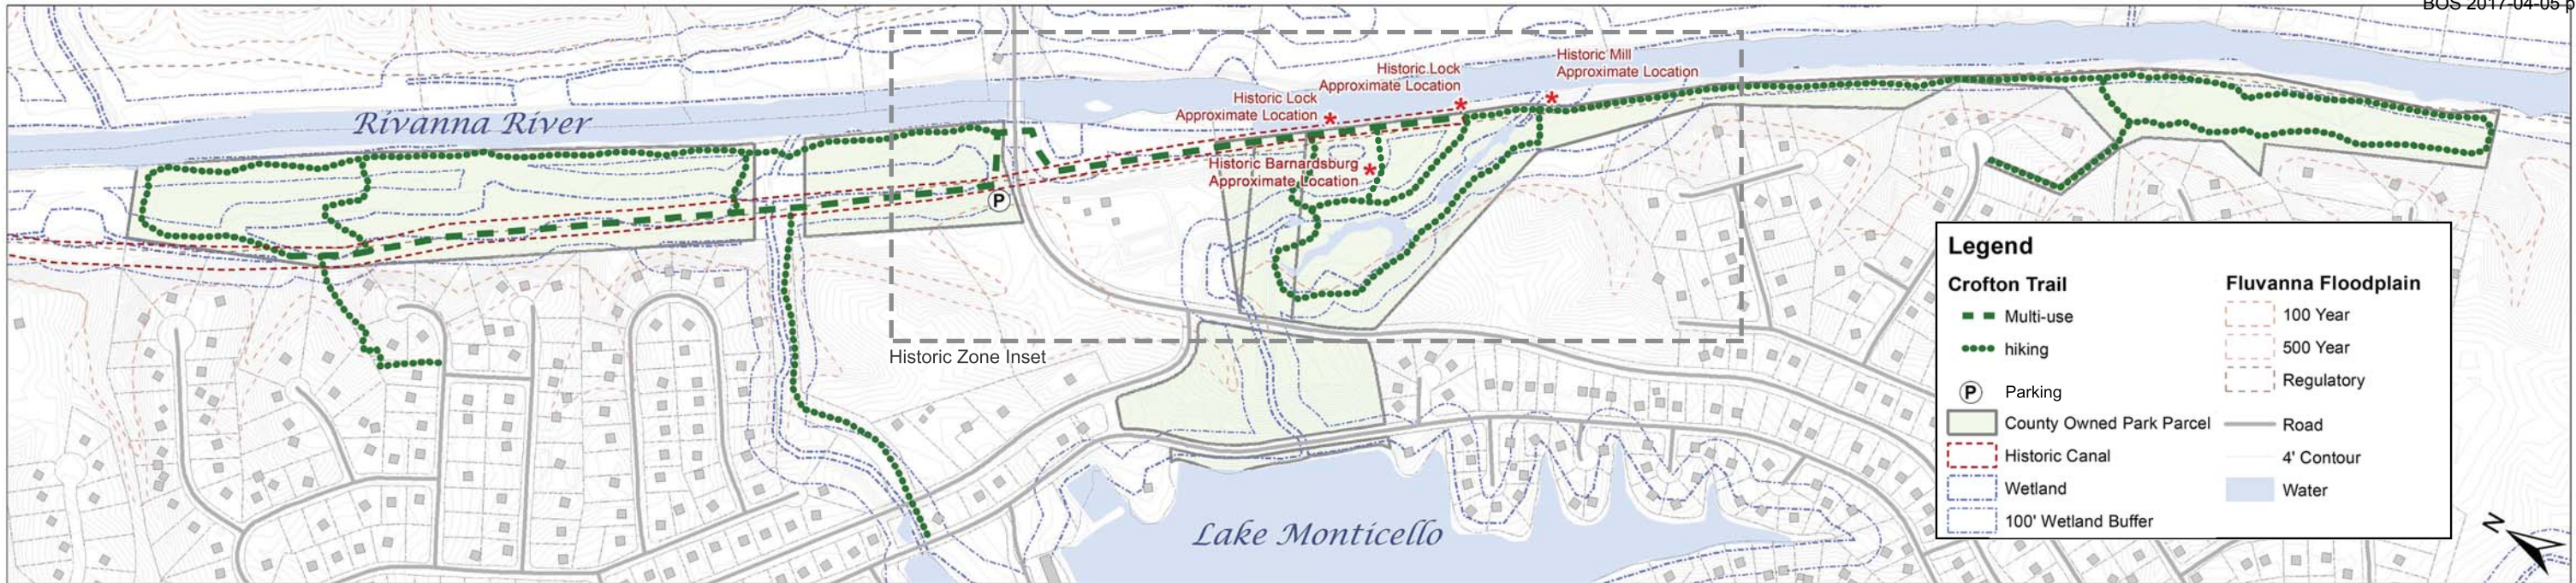 BOS 2017-04-05 p
Rivanna River
Historic Lock
Approximate Location
Historic Lock
Approximate Location
Historic Mill
Approximate Location
Historic Barnardsburg
Approximate Location
P
Historic Zone Inset
Lake Monticello
Legend
Crofton Trail
Multi-use
hiking
P
Parking
County Owned Park Parcel
Historic Canal
Wetland
100' Wetland Buffer
Fluvanna Floodplain
100 Year
500 Year
Regulatory
Road
4' Contour
Water
N